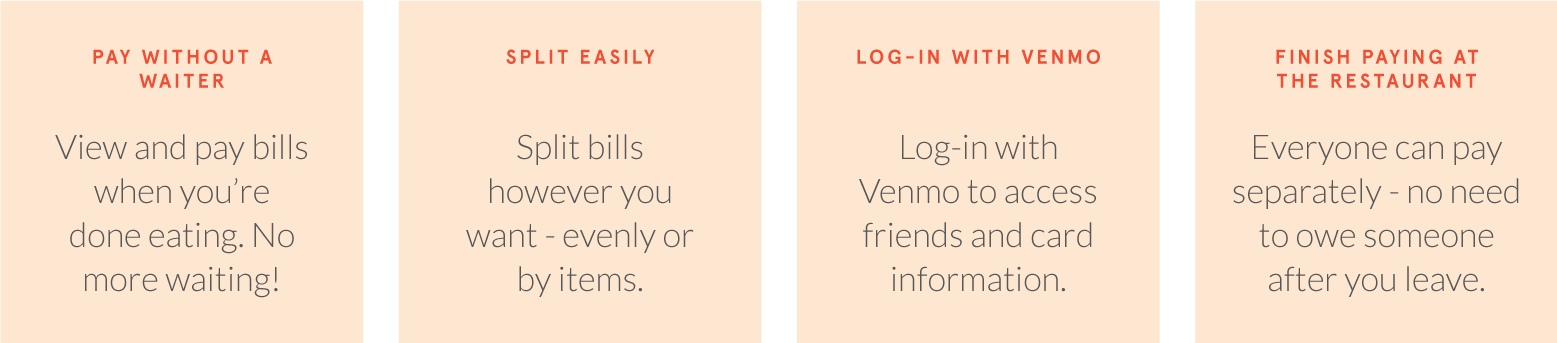 PAY WITHOUT A
WAITER
View and pay bills
when you’re
done eating. No
more waiting!
SPLIT EASILY
Split bills
however you
want - evenly or
by items.
LOG-IN WITH VENMO
Log-in with
Venmo to access
friends and card
information.
FINISH PAYING AT
THE RESTAURANT
Everyone can pay
separately - no need
to owe someone
after you leave.